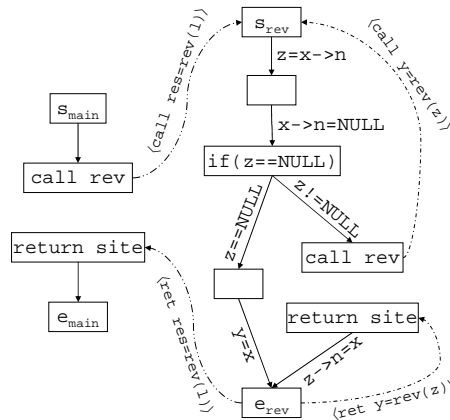 s_rev
z=x->n
⟨call res=rev(l)⟩
⟨call y=rev(z)⟩
s_main
x->n=NULL
call rev
if(z==NULL)
z==NULL
z!=NULL
return site
call rev
e_main
return site
⟨ret res=rev(l)⟩
y=x
z->n=x
e_rev
⟨ret y=rev(z)⟩